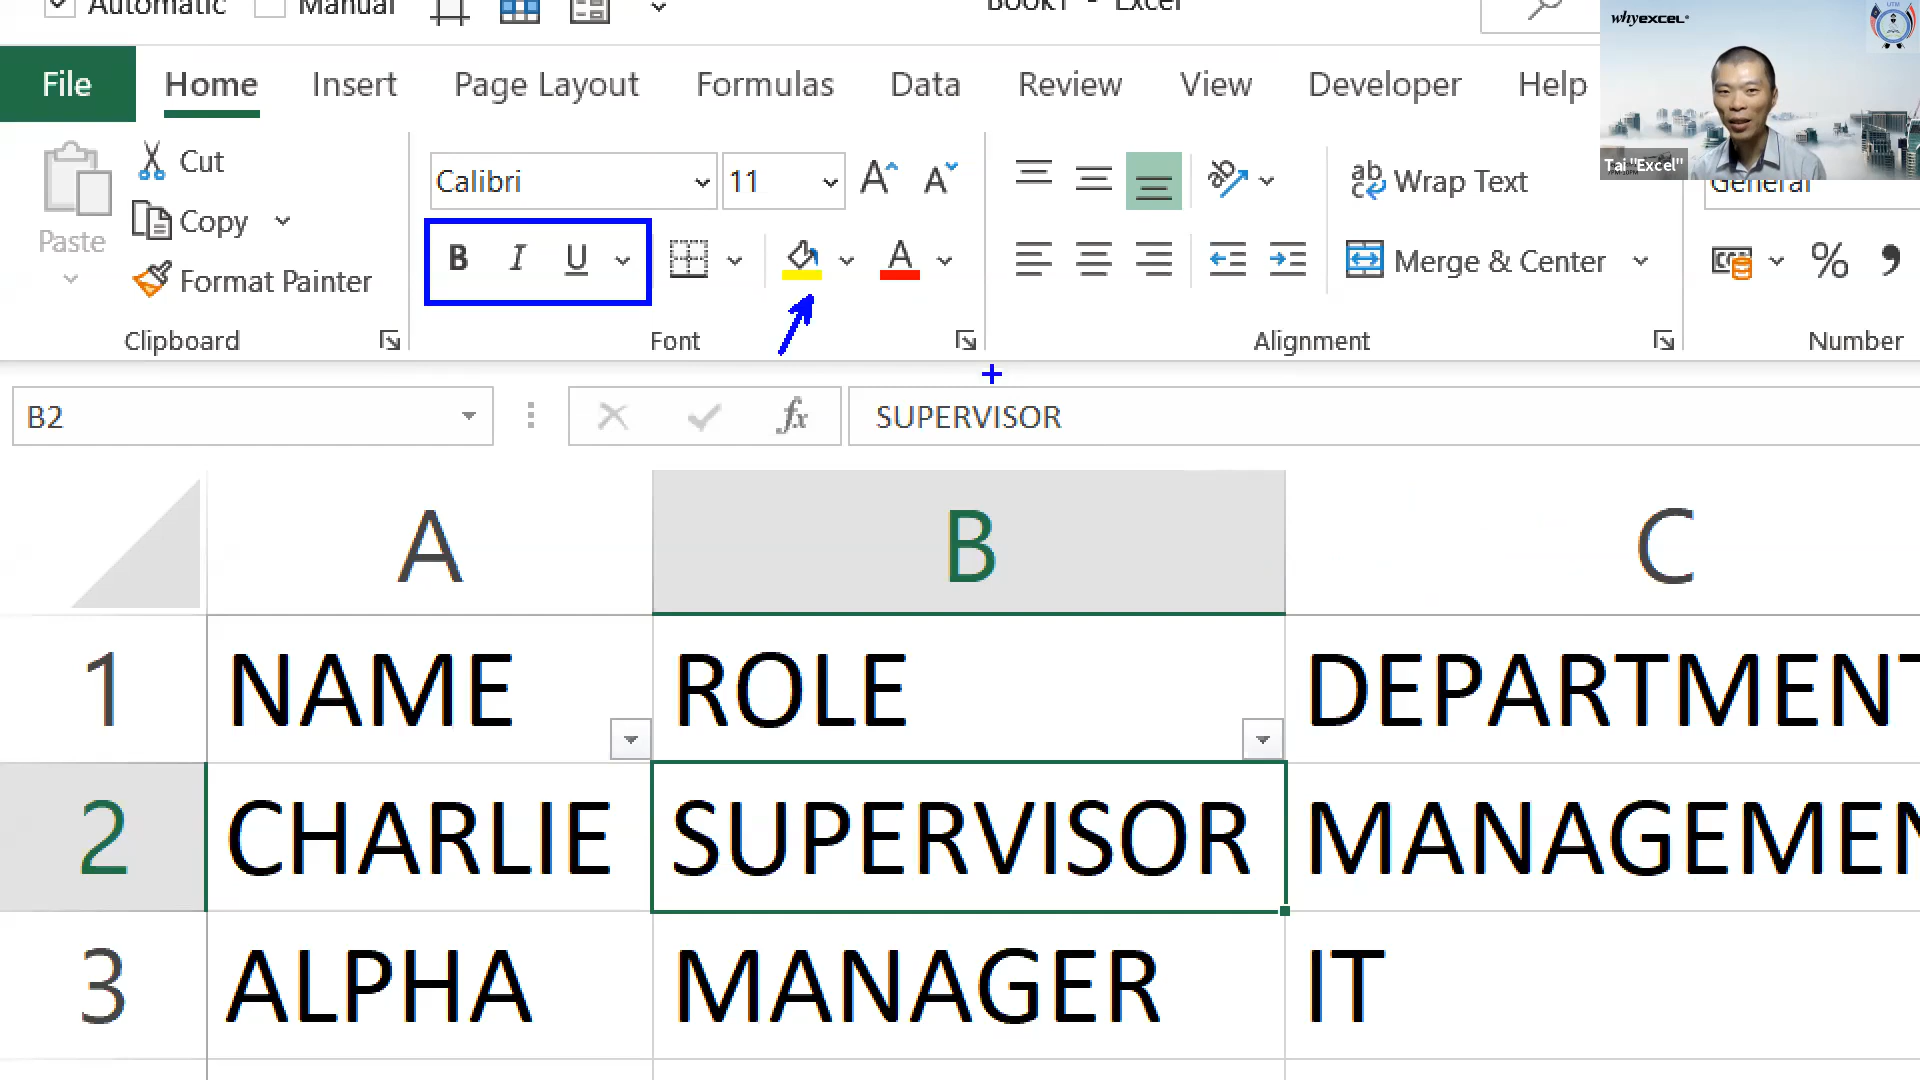 Automatic Manual Book1 - Excel
whyEXCEL
UTM
File Home Insert Page Layout Formulas Data Review View Developer Help
Tai "Excel"
Cut
Calibri 11 Wrap Text General
Copy
Paste
B I U A Merge & Center % ,
Format Painter
Clipboard Font Alignment Number
B2 fx SUPERVISOR
A B C
1 NAME ROLE DEPARTMENT
2 CHARLIE SUPERVISOR MANAGEMEN
3 ALPHA MANAGER IT